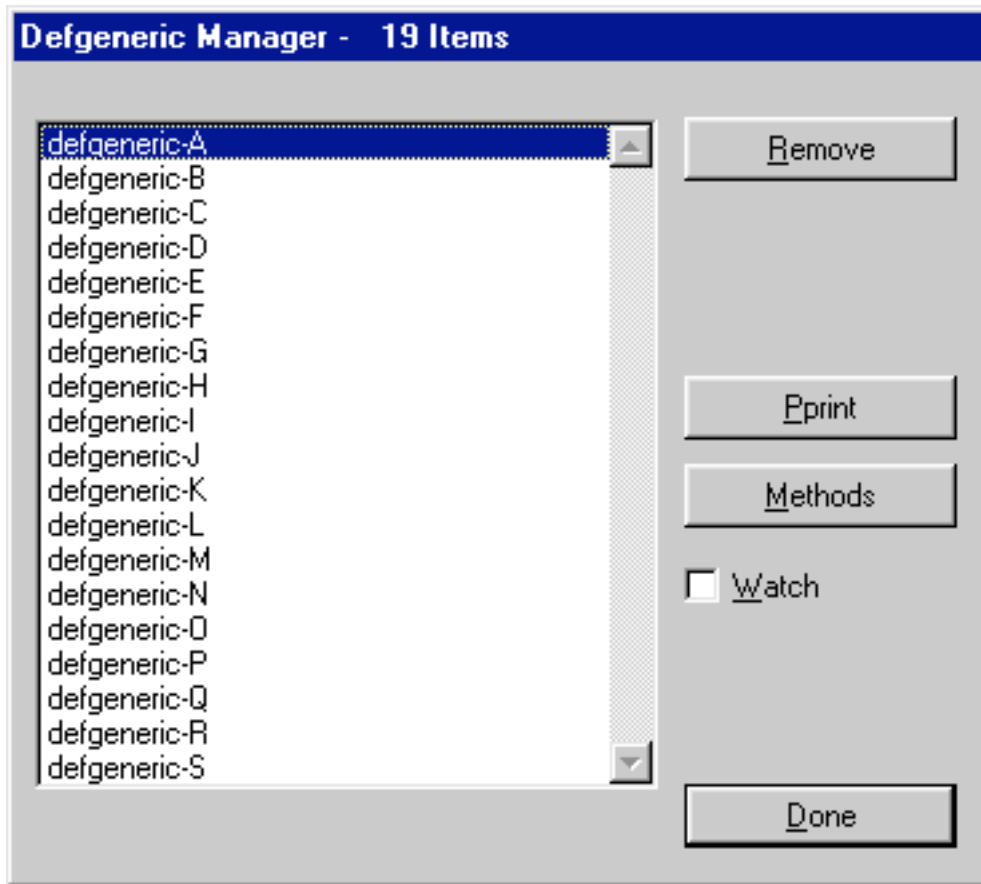 Defgeneric Manager - 19 Items
defgeneric-A
defgeneric-B
defgeneric-C
defgeneric-D
defgeneric-E
defgeneric-F
defgeneric-G
defgeneric-H
defgeneric-I
defgeneric-J
defgeneric-K
defgeneric-L
defgeneric-M
defgeneric-N
defgeneric-O
defgeneric-P
defgeneric-Q
defgeneric-R
defgeneric-S
Remove
Pprint
Methods
Watch
Done